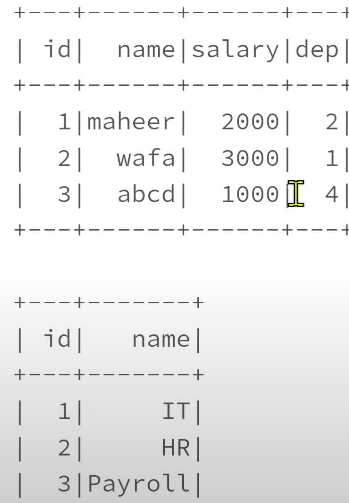 +---+------+------+---+
| id|  name|salary|dep|
+---+------+------+---+
|  1|maheer|  2000|  2|
|  2|  wafa|  3000|  1|
|  3|  abcd|  1000|  4|
+---+------+------+---+
+---+-------+
| id|   name|
+---+-------+
|  1|     IT|
|  2|     HR|
|  3|Payroll|